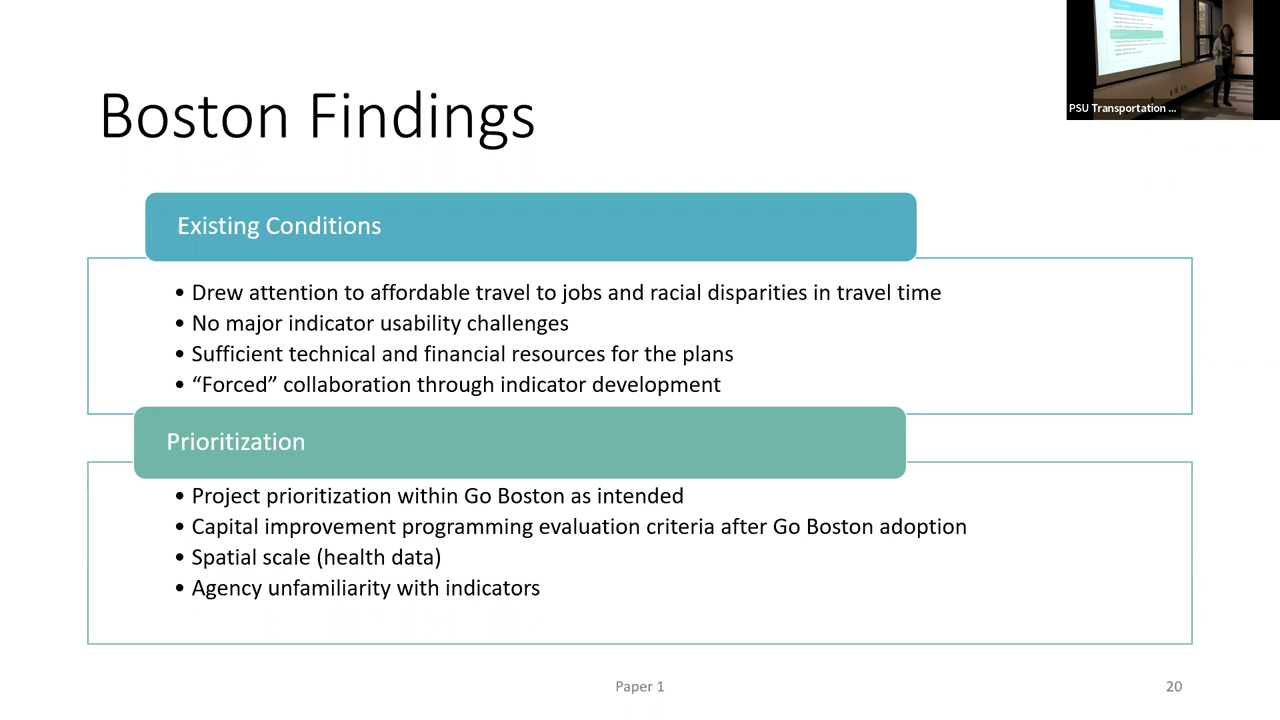 PSU Transportation ...
Boston Findings
Existing Conditions
• Drew attention to affordable travel to jobs and racial disparities in travel time
• No major indicator usability challenges
• Sufficient technical and financial resources for the plans
• “Forced” collaboration through indicator development
Prioritization
• Project prioritization within Go Boston as intended
• Capital improvement programming evaluation criteria after Go Boston adoption
• Spatial scale (health data)
• Agency unfamiliarity with indicators
Paper 1
20